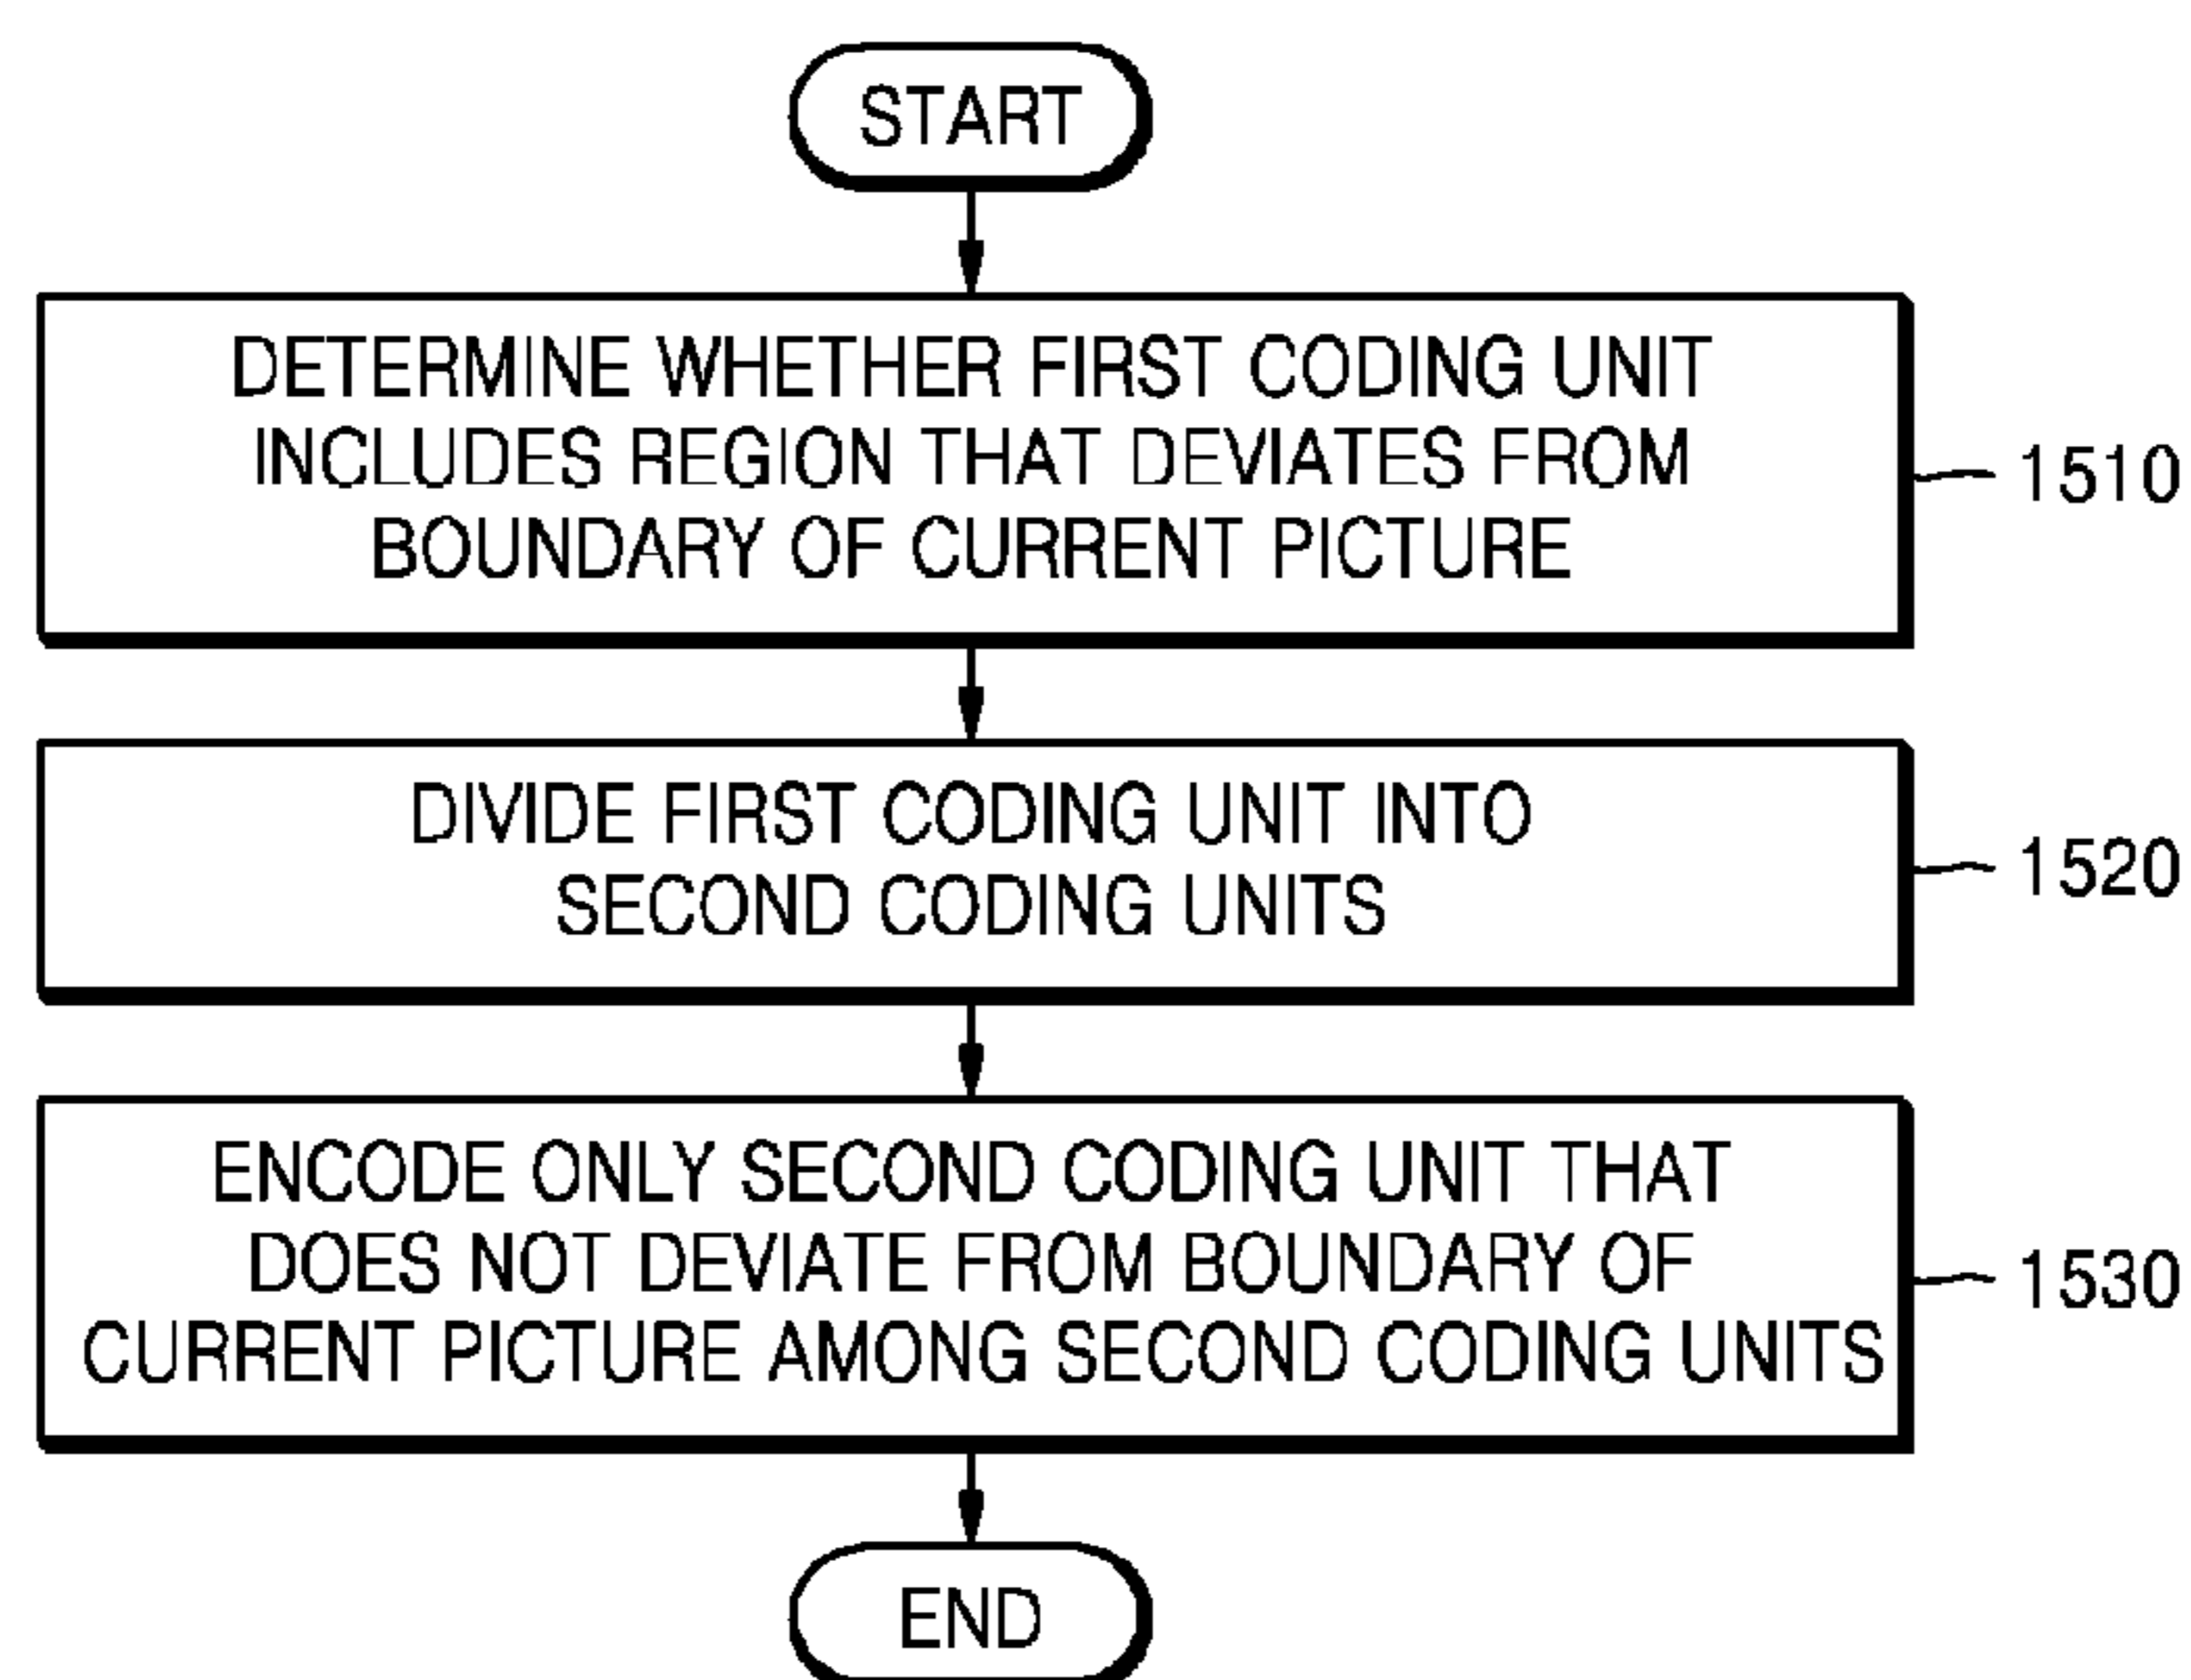 START
DETERMINE WHETHER FIRST CODING UNIT
INCLUDES REGION THAT DEVIATES FROM
BOUNDARY OF CURRENT PICTURE
1510
DIVIDE FIRST CODING UNIT INTO
SECOND CODING UNITS
1520
ENCODE ONLY SECOND CODING UNIT THAT
DOES NOT DEVIATE FROM BOUNDARY OF
CURRENT PICTURE AMONG SECOND CODING UNITS
1530
END